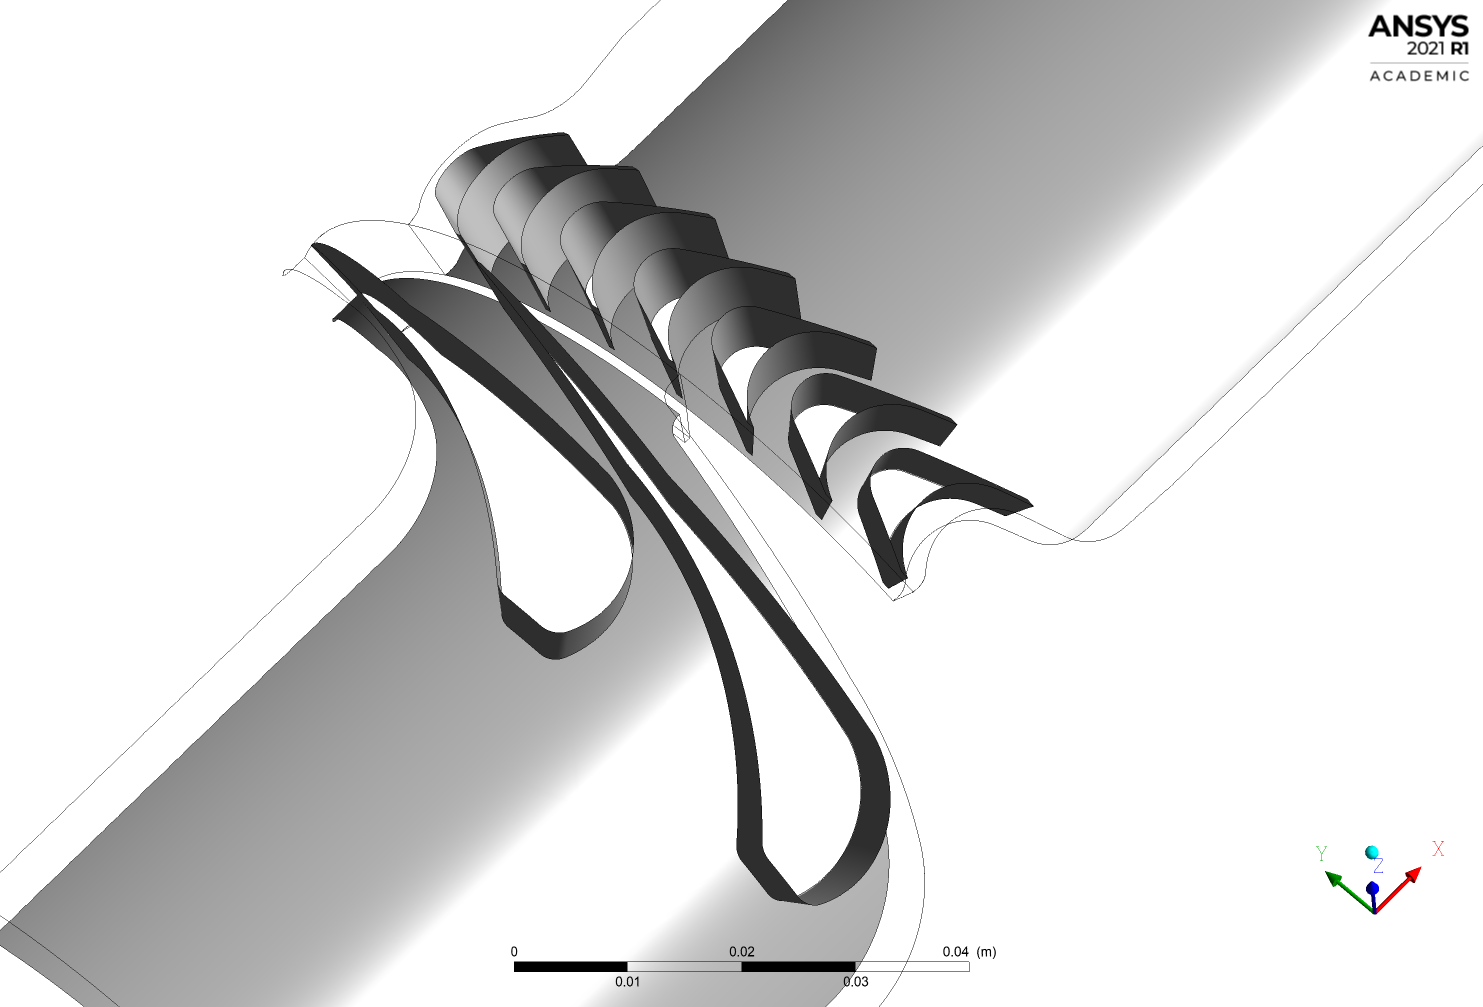 ANSYS
2021 R1
ACADEMIC
Y
Z
X
0 0.02 0.04 (m)
0.01 0.03